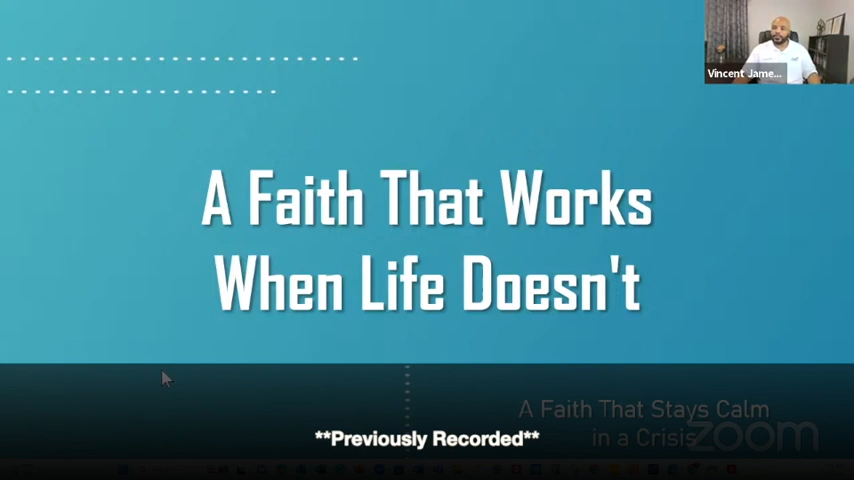 Vincent Jame...
A Faith That Works
When Life Doesn't
A Faith That Stays Calm
in a Crisis
zoom
**Previously Recorded**